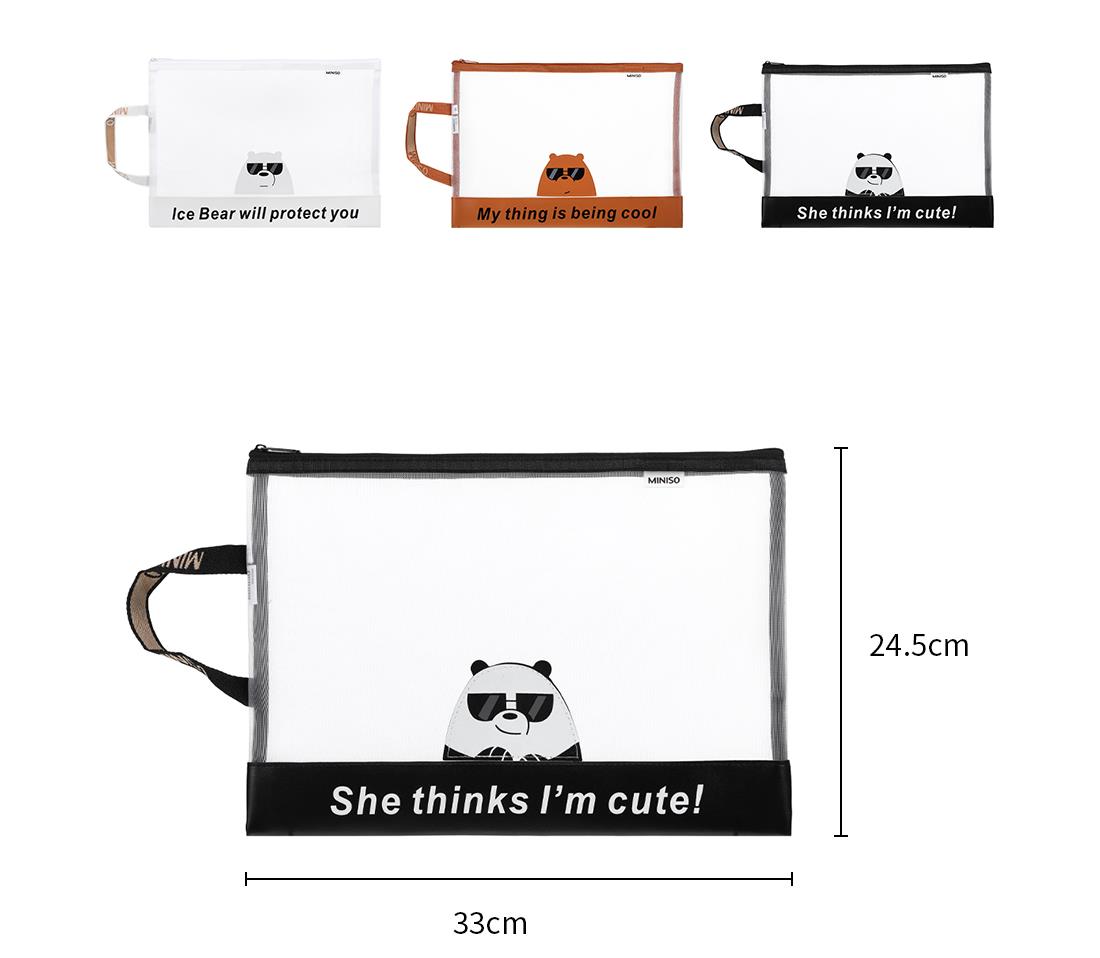 MINISO
MINISO
MINISO
Ice Bear will protect you
My thing is being cool
She thinks I'm cute!
MINISO
MINI
24.5cm
She thinks I'm cute!
33cm